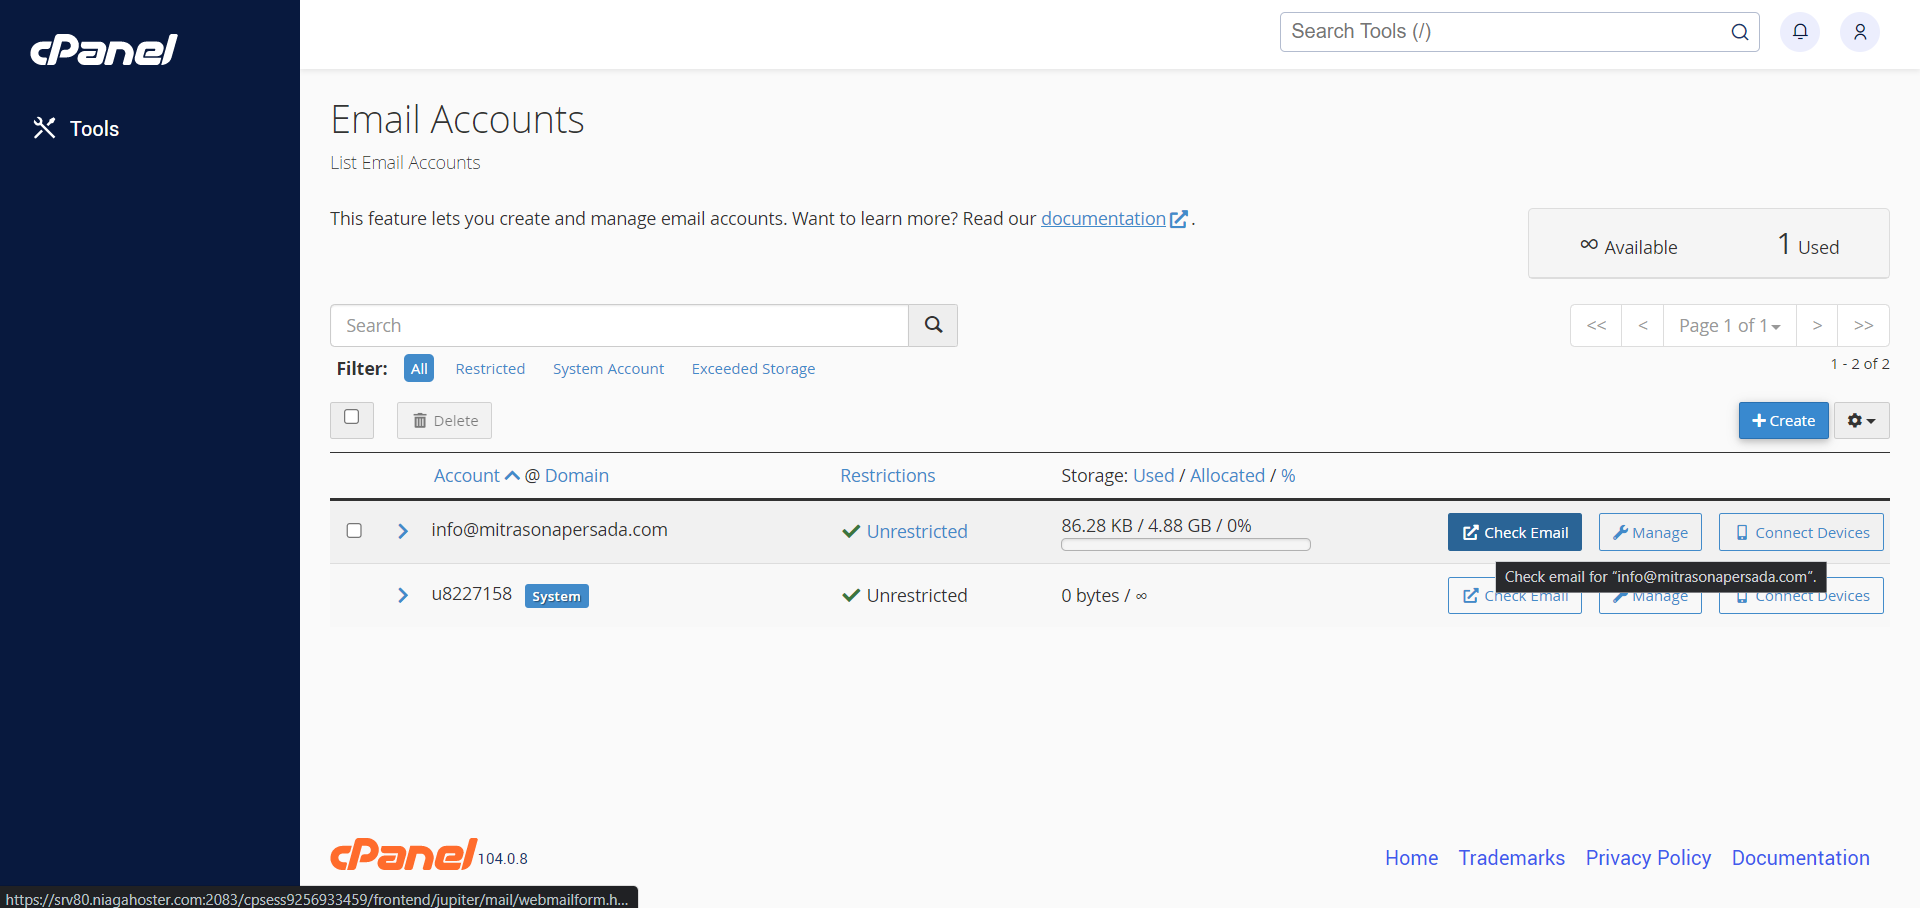 cPanel
Search Tools (/)
Tools
Email Accounts
List Email Accounts
This feature lets you create and manage email accounts. Want to learn more? Read our documentation .
∞ Available 1 Used
Search
<< < Page 1 of 1 > >>
Filter: All Restricted System Account Exceeded Storage
1 - 2 of 2
Delete
Create
Account @ Domain Restrictions Storage: Used / Allocated / %
info@mitrasonapersada.com Unrestricted 86.28 KB / 4.88 GB / 0% Check Email Manage Connect Devices
Check email for “info@mitrasonapersada.com”.
u8227158 System Unrestricted 0 bytes / ∞ Check Email Manage Connect Devices
cPanel 104.0.8
Home Trademarks Privacy Policy Documentation
https://srv80.niagahoster.com:2083/cpsess9256933459/frontend/jupiter/mail/webmailform.h...